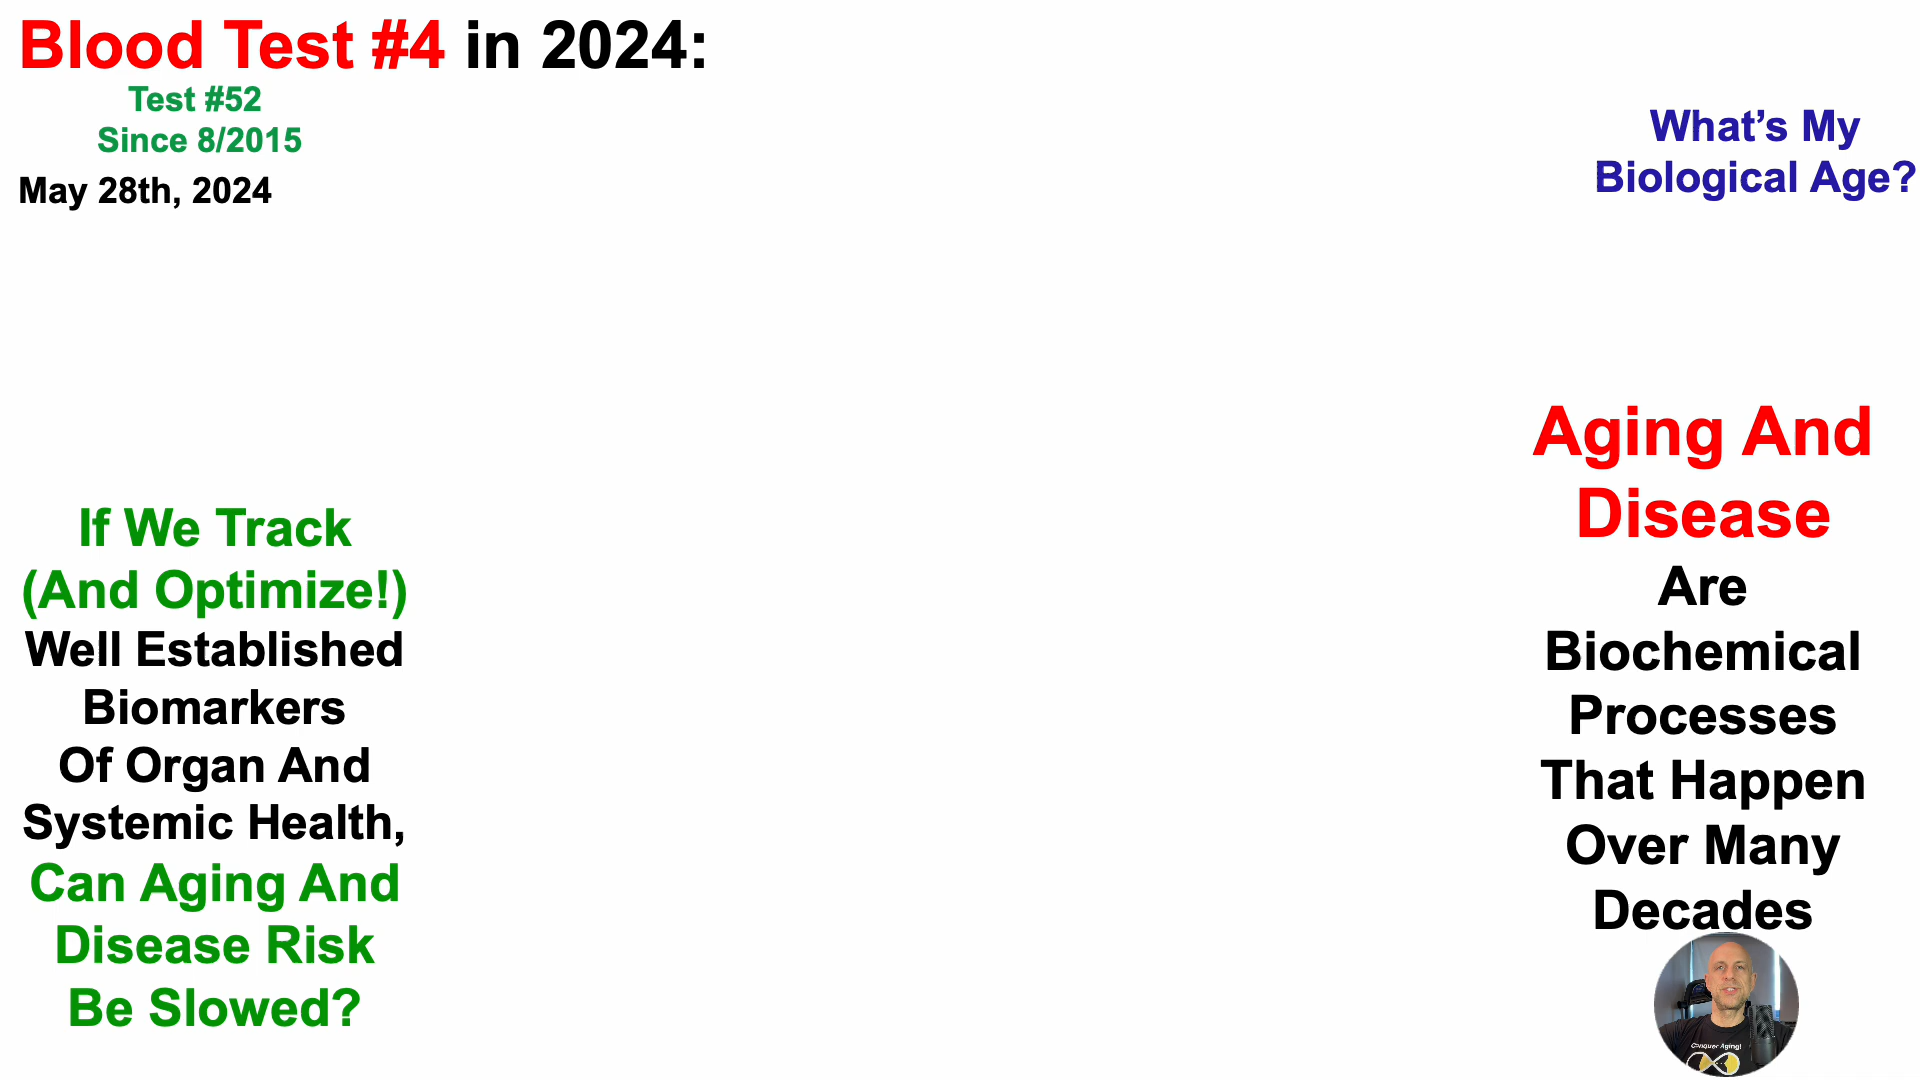 Blood Test #4 in 2024:
Test #52
Since 8/2015
May 28th, 2024
What's My
Biological Age?
If We Track
(And Optimize!)
Well Established
Biomarkers
Of Organ And
Systemic Health,
Can Aging And
Disease Risk
Be Slowed?
Aging And
Disease
Are
Biochemical
Processes
That Happen
Over Many
Decades
Conquer Aging!